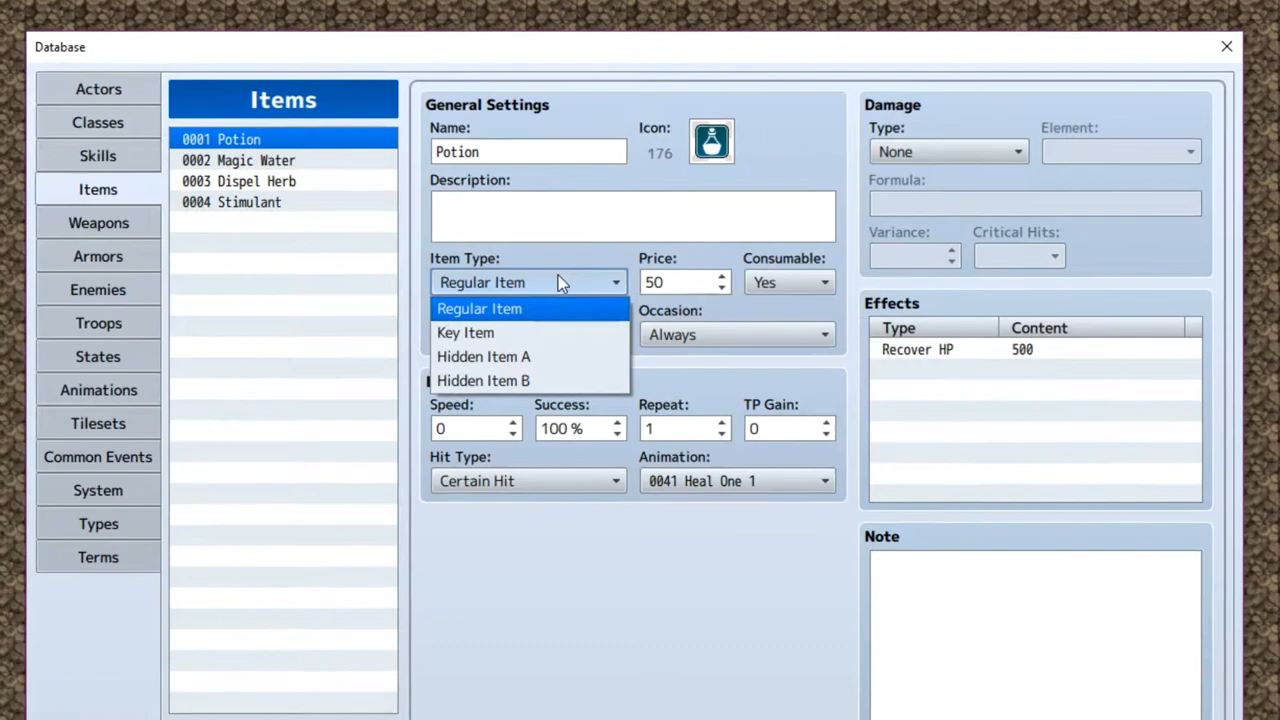 Database
Actors
Classes
Skills
Items
Weapons
Armors
Enemies
Troops
States
Animations
Tilesets
Common Events
System
Types
Terms
Items
0001 Potion
0002 Magic Water
0003 Dispel Herb
0004 Stimulant
General Settings
Name:
Icon:
Potion
176
Description:
Item Type:
Price:
Consumable:
Regular Item
50
Yes
Regular Item
Key Item
Hidden Item A
Hidden Item B
Occasion:
Always
Speed:
Success:
Repeat:
TP Gain:
0
100 %
1
0
Hit Type:
Animation:
Certain Hit
0041 Heal One 1
Damage
Type:
Element:
None
Formula:
Variance:
Critical Hits:
Effects
Type
Content
Recover HP
500
Note